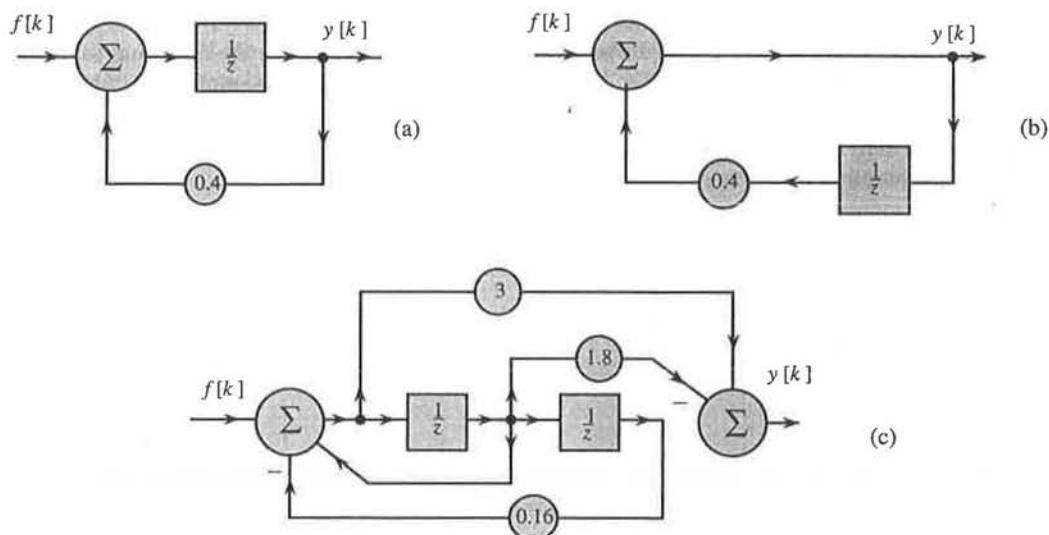 f[k]
Σ
1/z
y[k]
0.4
(a)
f[k]
Σ
y[k]
0.4
1/z
(b)
3
1.8
f[k]
Σ
1/z
1/z
−
y[k]
Σ
−
0.16
(c)